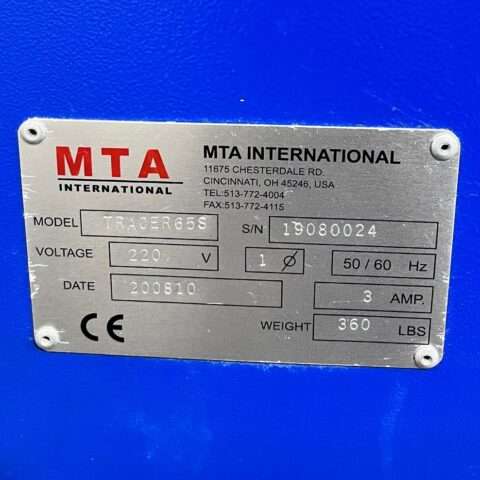 MTA
INTERNATIONAL
MTA INTERNATIONAL
11675 CHESTERDALE RD.
CINCINNATI, OH 45246, USA
TEL:513-772-4004
FAX:513-772-4115
MODEL TRACER65S S/N 19080024
VOLTAGE 220 V 1 Ø 50/60 Hz
DATE 200810 3 AMP.
CE WEIGHT 360 LBS